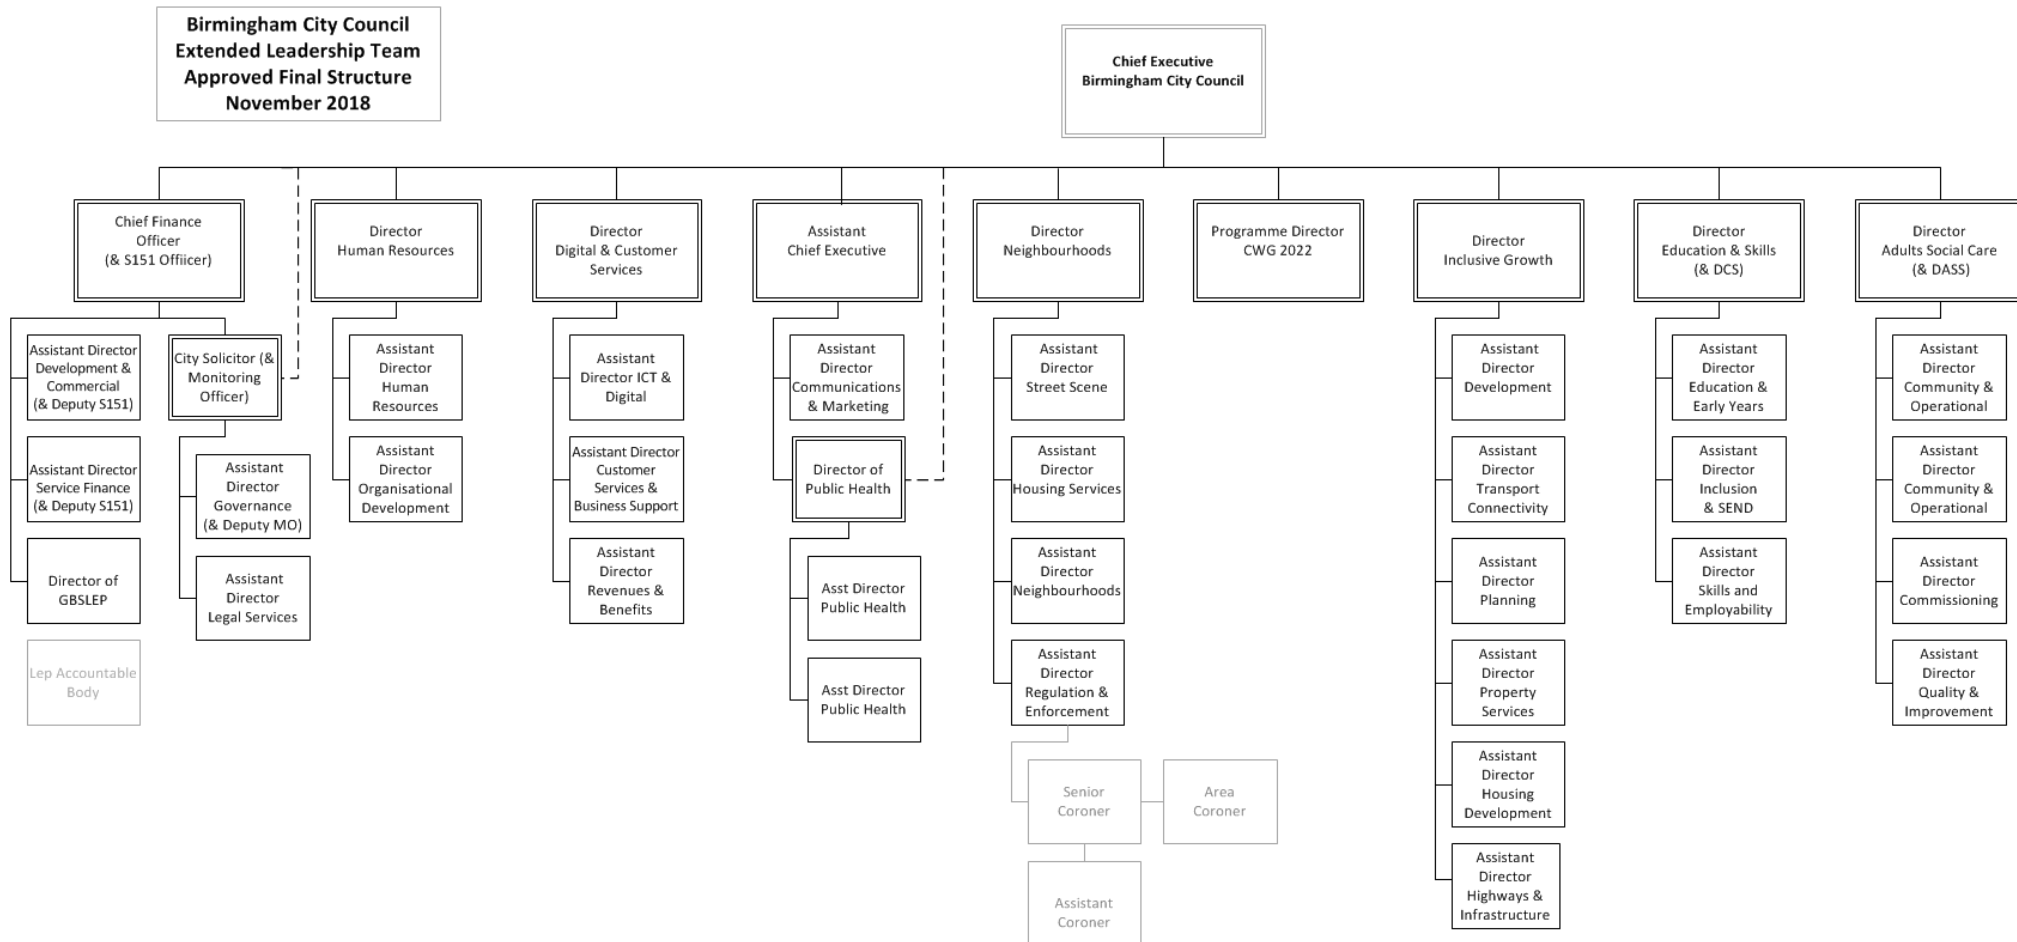 Birmingham City Council
Extended Leadership Team
Approved Final Structure
November 2018
Chief Executive
Birmingham City Council
Chief Finance
Officer
(& S151 Offiicer)
Director
Human Resources
Director
Digital & Customer
Services
Assistant
Chief Executive
Director
Neighbourhoods
Programme Director
CWG 2022
Director
Inclusive Growth
Director
Education & Skills
(& DCS)
Director
Adults Social Care
(& DASS)
Assistant Director
Development &
Commercial
(& Deputy S151)
Assistant Director
Service Finance
(& Deputy S151)
Director of
GBSLEP
Lep Accountable
Body
City Solicitor (&
Monitoring
Officer)
Assistant
Director
Governance
(& Deputy MO)
Assistant
Director
Legal Services
Assistant
Director
Human
Resources
Assistant
Director
Organisational
Development
Assistant
Director ICT &
Digital
Assistant Director
Customer
Services &
Business Support
Assistant
Director
Revenues &
Benefits
Assistant
Director
Communications
& Marketing
Director of
Public Health
Asst Director
Public Health
Asst Director
Public Health
Assistant
Director
Street Scene
Assistant
Director
Housing Services
Assistant
Director
Neighbourhoods
Assistant
Director
Regulation &
Enforcement
Senior
Coroner
Area
Coroner
Assistant
Coroner
Assistant
Director
Development
Assistant
Director
Transport
Connectivity
Assistant
Director
Planning
Assistant
Director
Property
Services
Assistant
Director
Housing
Development
Assistant
Director
Highways &
Infrastructure
Assistant
Director
Education &
Early Years
Assistant
Director
Inclusion
& SEND
Assistant
Director
Skills and
Employability
Assistant
Director
Community &
Operational
Assistant
Director
Community &
Operational
Assistant
Director
Commissioning
Assistant
Director
Quality &
Improvement